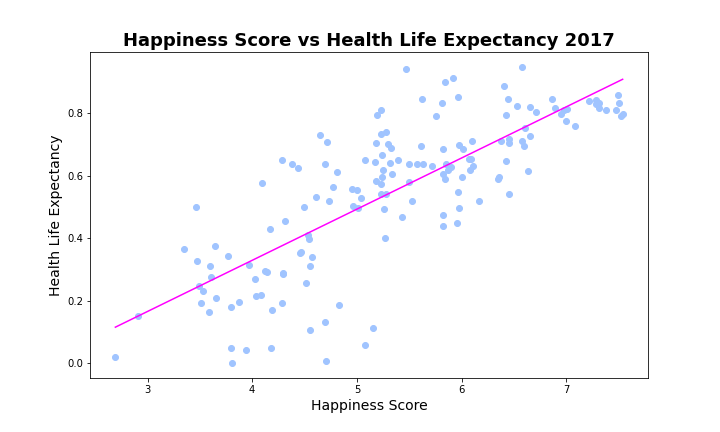 Happiness Score vs Health Life Expectancy 2017
Health Life Expectancy
0.8
0.6
0.4
0.2
0.0
3 4 5 6 7
Happiness Score